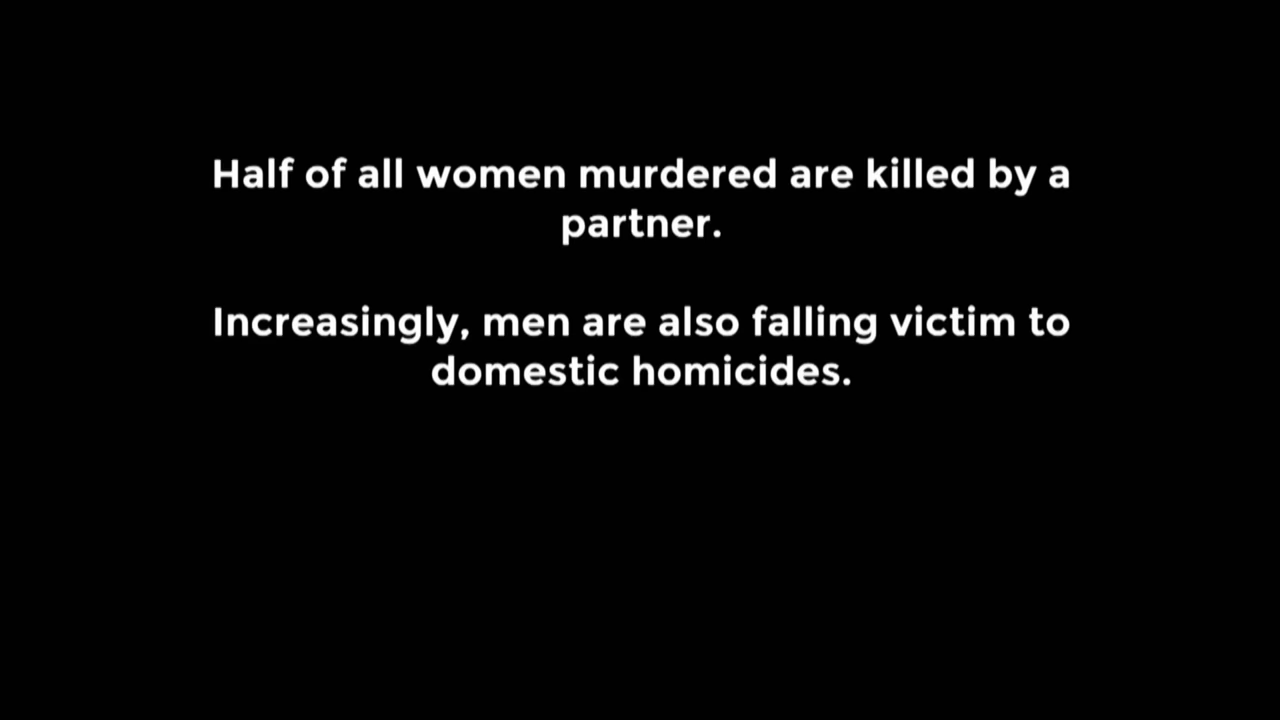 Half of all women murdered are killed by a
partner.
Increasingly, men are also falling victim to
domestic homicides.